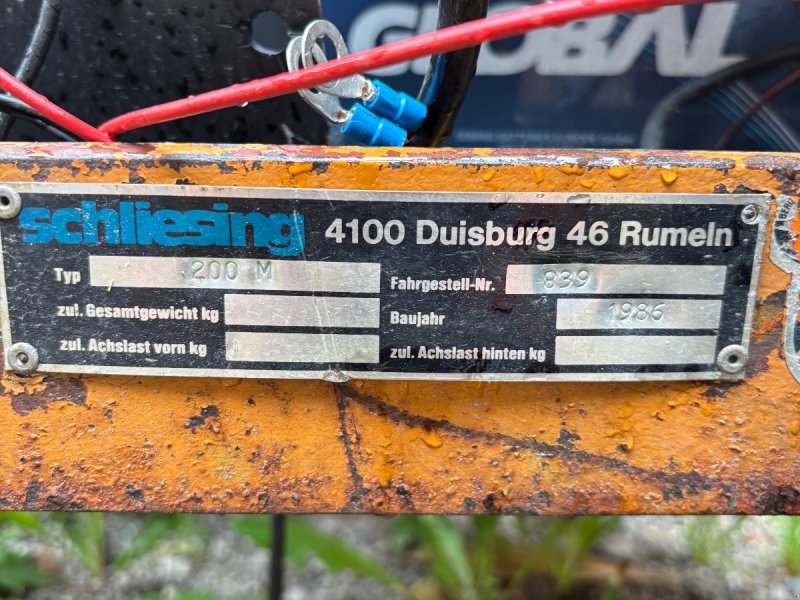 GLOBAL
schliesing 4100 Duisburg 46 Rumeln
Typ 200 M Fahrgestell-Nr. 839
zul. Gesamtgewicht kg Baujahr 1986
zul. Achslast vorn kg zul. Achslast hinten kg